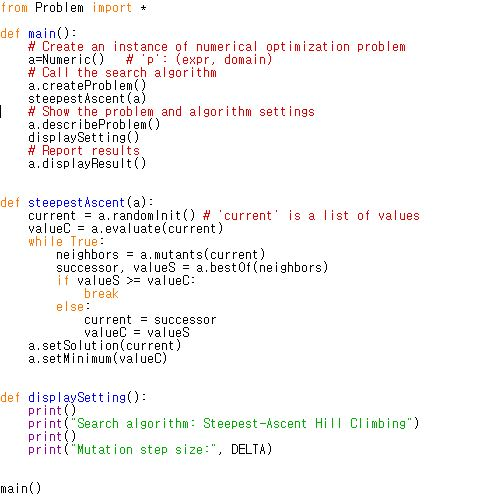 from Problem import *

def main():
    # Create an instance of numerical optimization problem
    a=Numeric()   # 'p': (expr, domain)
    # Call the search algorithm
    a.createProblem()
    steepestAscent(a)
    # Show the problem and algorithm settings
    a.describeProblem()
    displaySetting()
    # Report results
    a.displayResult()


def steepestAscent(a):
    current = a.randomInit() # 'current' is a list of values
    valueC = a.evaluate(current)
    while True:
        neighbors = a.mutants(current)
        successor, valueS = a.bestOf(neighbors)
        if valueS >= valueC:
            break
        else:
            current = successor
            valueC = valueS
    a.setSolution(current)
    a.setMinimum(valueC)


def displaySetting():
    print()
    print("Search algorithm: Steepest-Ascent Hill Climbing")
    print()
    print("Mutation step size:", DELTA)


main()